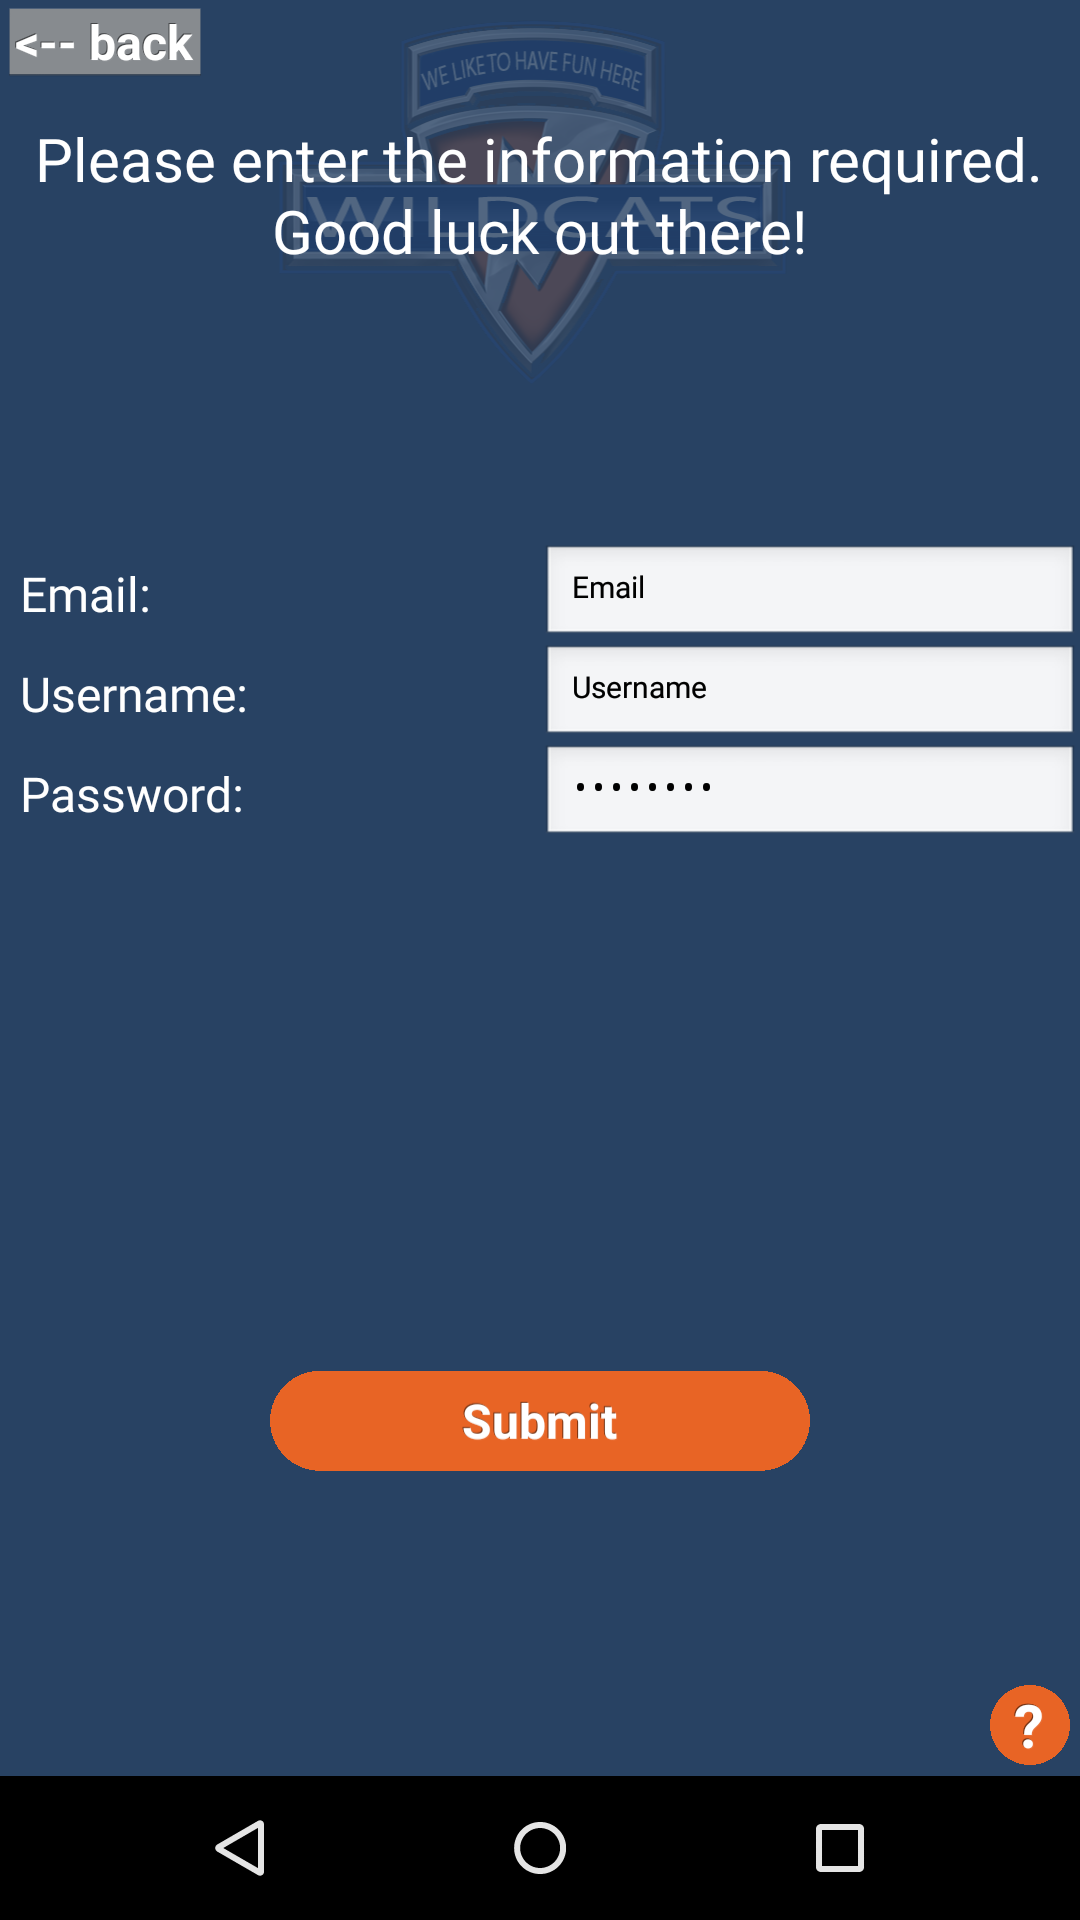 <-- back
WE LIKE TO HAVE FUN HERE
Please enter the information required.
WILDCATS
Good luck out there!
Email:
Email
Username:
Username
Password:
••••••••
Submit
?